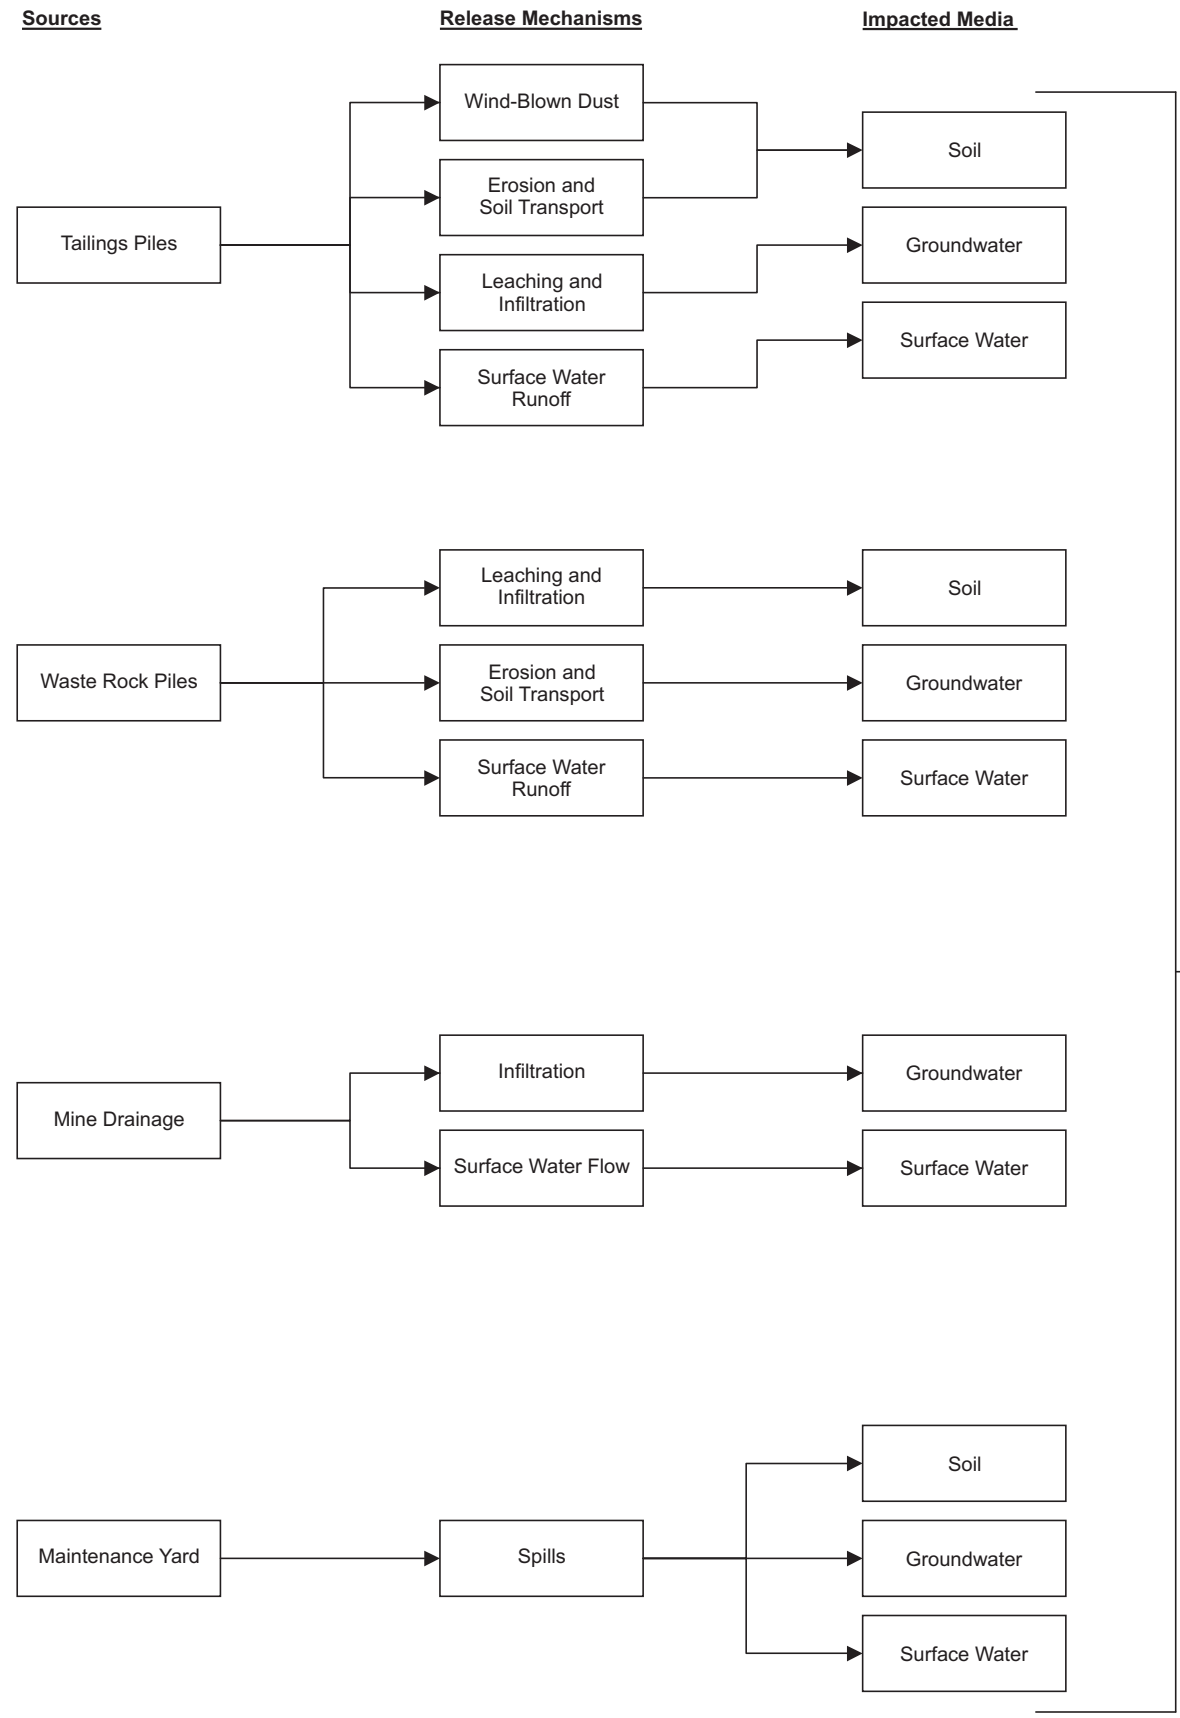 Sources
Release Mechanisms
Impacted Media
Wind-Blown Dust
Soil
Erosion and
Soil Transport
Tailings Piles
Groundwater
Leaching and
Infiltration
Surface Water
Surface Water
Runoff
Leaching and
Infiltration
Soil
Waste Rock Piles
Erosion and
Soil Transport
Groundwater
Surface Water
Runoff
Surface Water
Infiltration
Groundwater
Mine Drainage
Surface Water Flow
Surface Water
Soil
Maintenance Yard
Spills
Groundwater
Surface Water